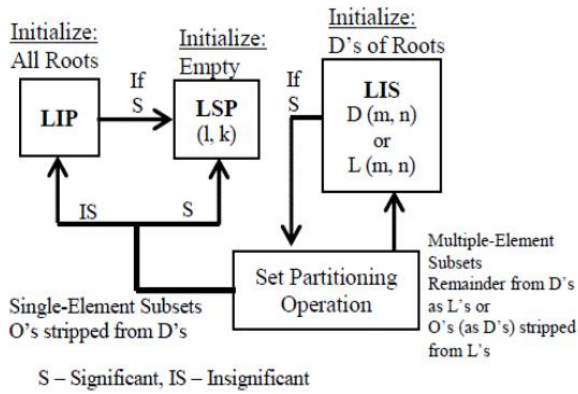 Initialize:
All Roots
LIP
If
S
Initialize:
Empty
LSP
(l, k)
Initialize:
D's of Roots
If
S
LIS
D (m, n)
or
L (m, n)
IS
S
Set Partitioning
Operation
Single-Element Subsets
O's stripped from D's
Multiple-Element
Subsets
Remainder from D's
as L's or
O's (as D's) stripped
from L's
S – Significant, IS – Insignificant